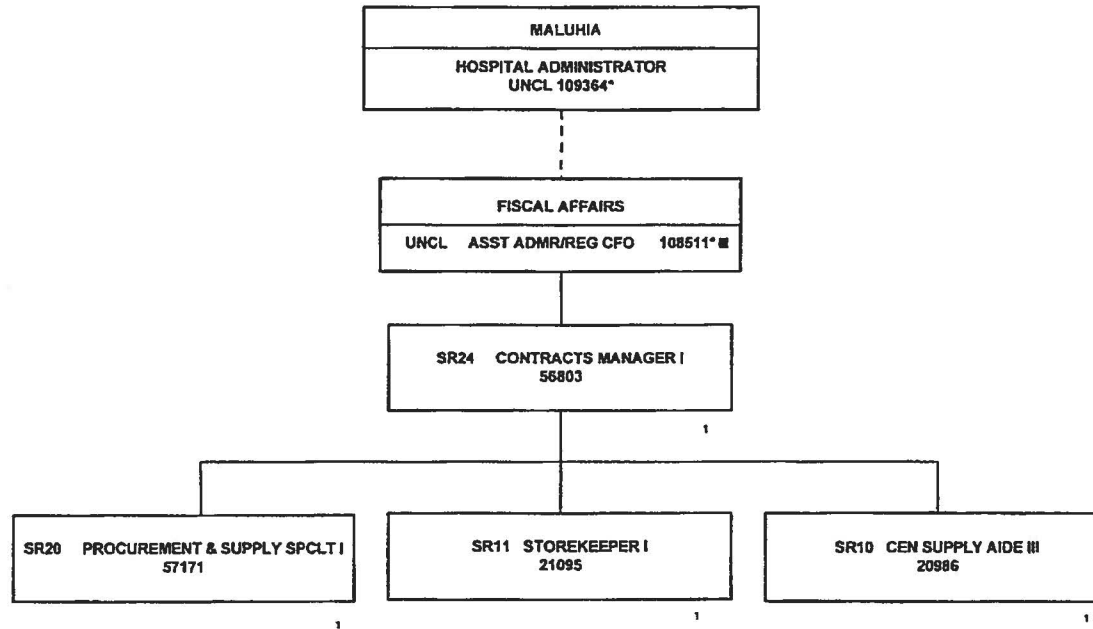 MALUHIA
HOSPITAL ADMINISTRATOR
UNCL 109364*
FISCAL AFFAIRS
UNCL ASST ADMR/REG CFO 108511*
SR24 CONTRACTS MANAGER I
56803
1
SR20 PROCUREMENT & SUPPLY SPCLT I
57171
1
SR11 STOREKEEPER I
21095
1
SR10 CEN SUPPLY AIDE III
20986
1